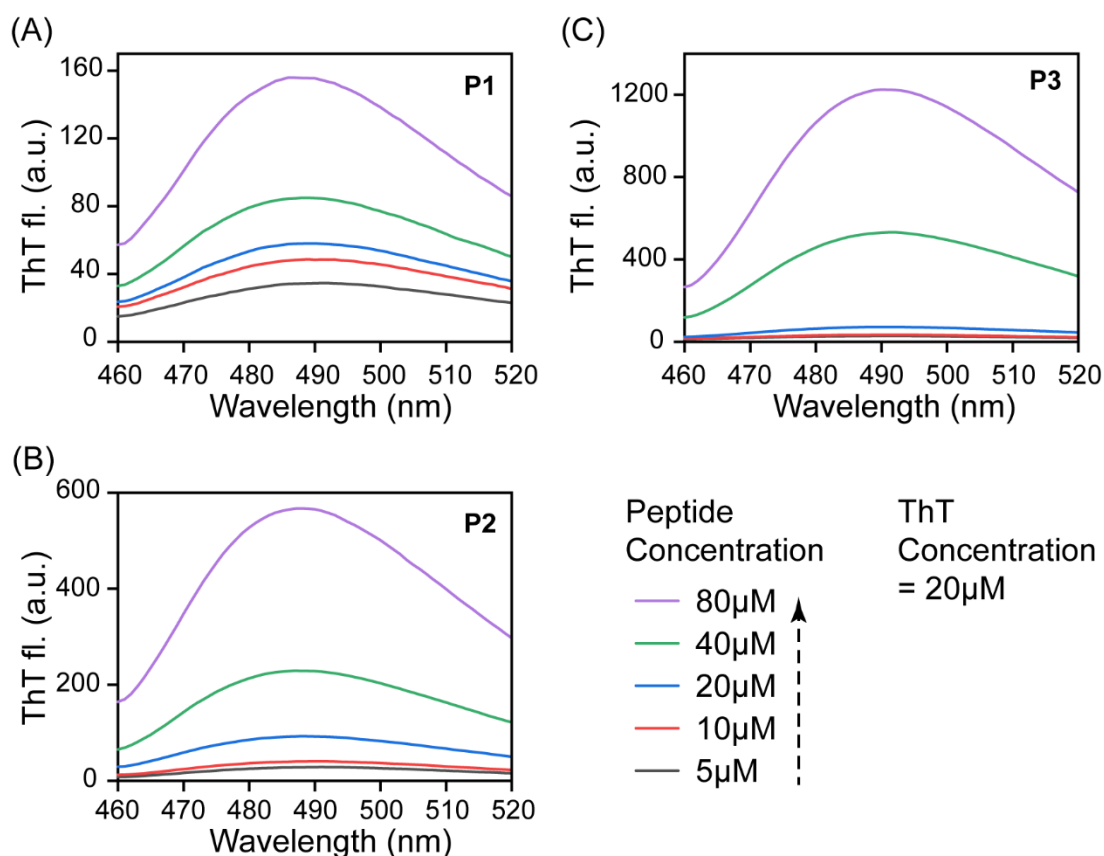 (A)
P1
160
120
80
40
0
ThT fl. (a.u.)
460 470 480 490 500 510 520
Wavelength (nm)
(C)
P3
1200
800
400
0
ThT fl. (a.u.)
460 470 480 490 500 510 520
Wavelength (nm)
(B)
P2
600
400
200
0
ThT fl. (a.u.)
460 470 480 490 500 510 520
Wavelength (nm)
Peptide
Concentration
80µM
40µM
20µM
10µM
5µM
ThT
Concentration
= 20µM